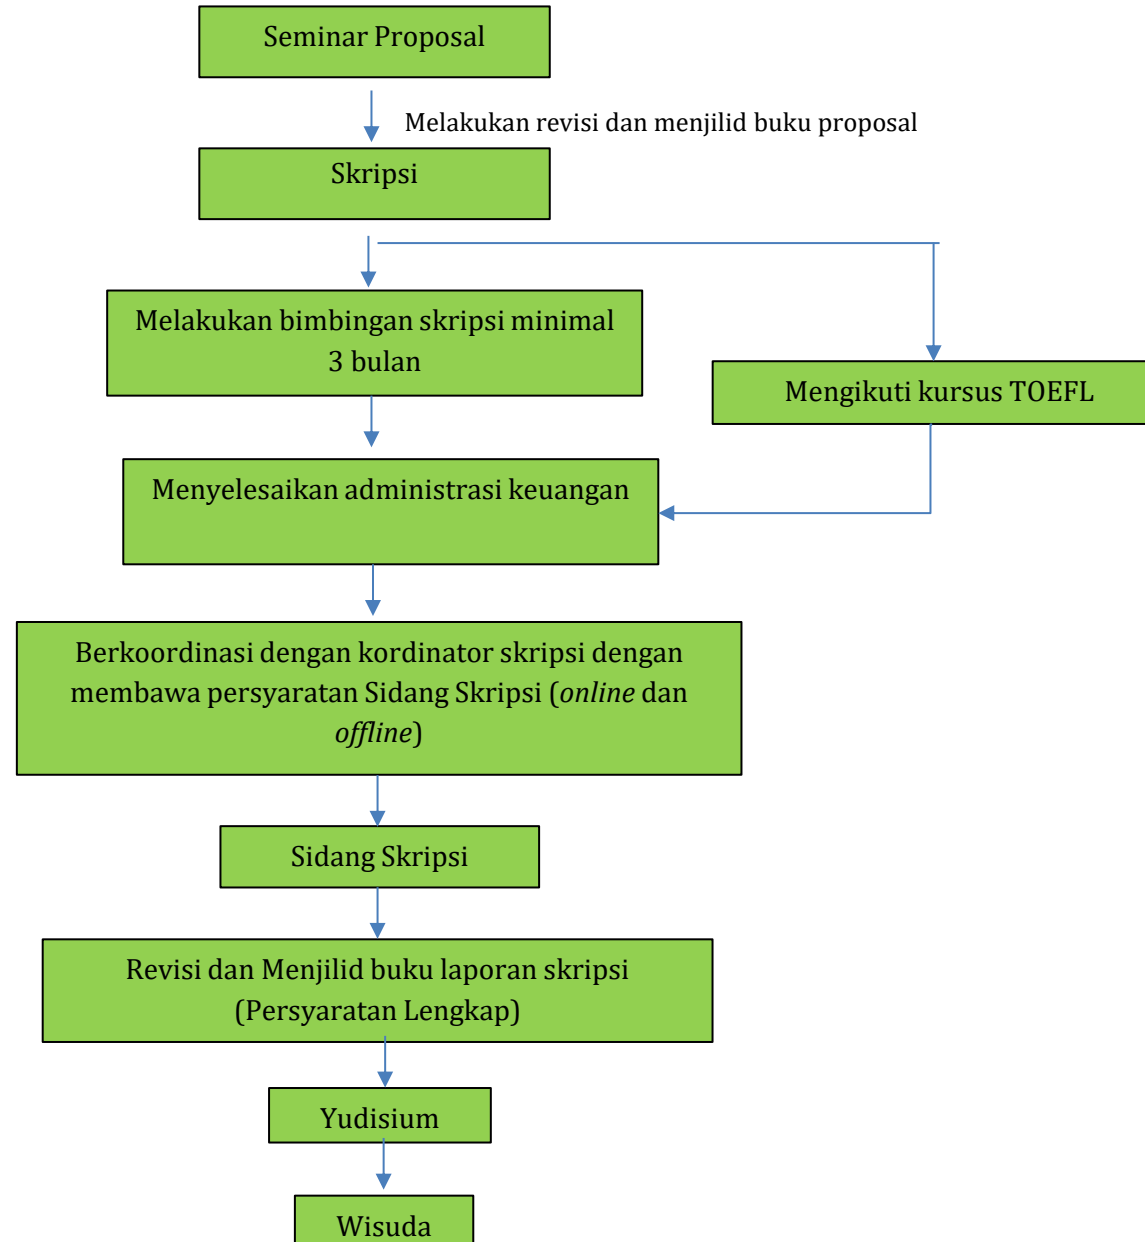 Seminar Proposal
Melakukan revisi dan menjilid buku proposal
Skripsi
Melakukan bimbingan skripsi minimal
3 bulan
Mengikuti kursus TOEFL
Menyelesaikan administrasi keuangan
Berkoordinasi dengan kordinator skripsi dengan
membawa persyaratan Sidang Skripsi (online dan
offline)
Sidang Skripsi
Revisi dan Menjilid buku laporan skripsi
(Persyaratan Lengkap)
Yudisium
Wisuda